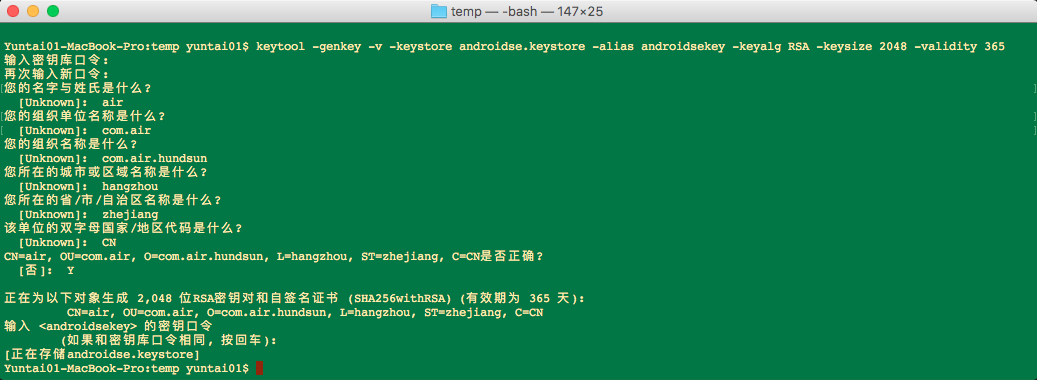 temp — -bash — 147×25
Yuntai01-MacBook-Pro:temp yuntai01$ keytool -genkey -v -keystore androidse.keystore -alias androidsekey -keyalg RSA -keysize 2048 -validity 365
输入密钥库口令:
再次输入新口令:
您的名字与姓氏是什么?
[Unknown]: air
您的组织单位名称是什么?
[Unknown]: com.air
您的组织名称是什么?
[Unknown]: com.air.hundsun
您所在的城市或区域名称是什么?
[Unknown]: hangzhou
您所在的省/市/自治区名称是什么?
[Unknown]: zhejiang
该单位的双字母国家/地区代码是什么?
[Unknown]: CN
CN=air, OU=com.air, O=com.air.hundsun, L=hangzhou, ST=zhejiang, C=CN是否正确?
[否]: Y
正在为以下对象生成 2,048 位RSA密钥对和自签名证书 (SHA256withRSA) (有效期为 365 天):
CN=air, OU=com.air, O=com.air.hundsun, L=hangzhou, ST=zhejiang, C=CN
输入 <androidsekey> 的密钥口令
(如果和密钥库口令相同, 按回车):
[正在存储androidse.keystore]
Yuntai01-MacBook-Pro:temp yuntai01$